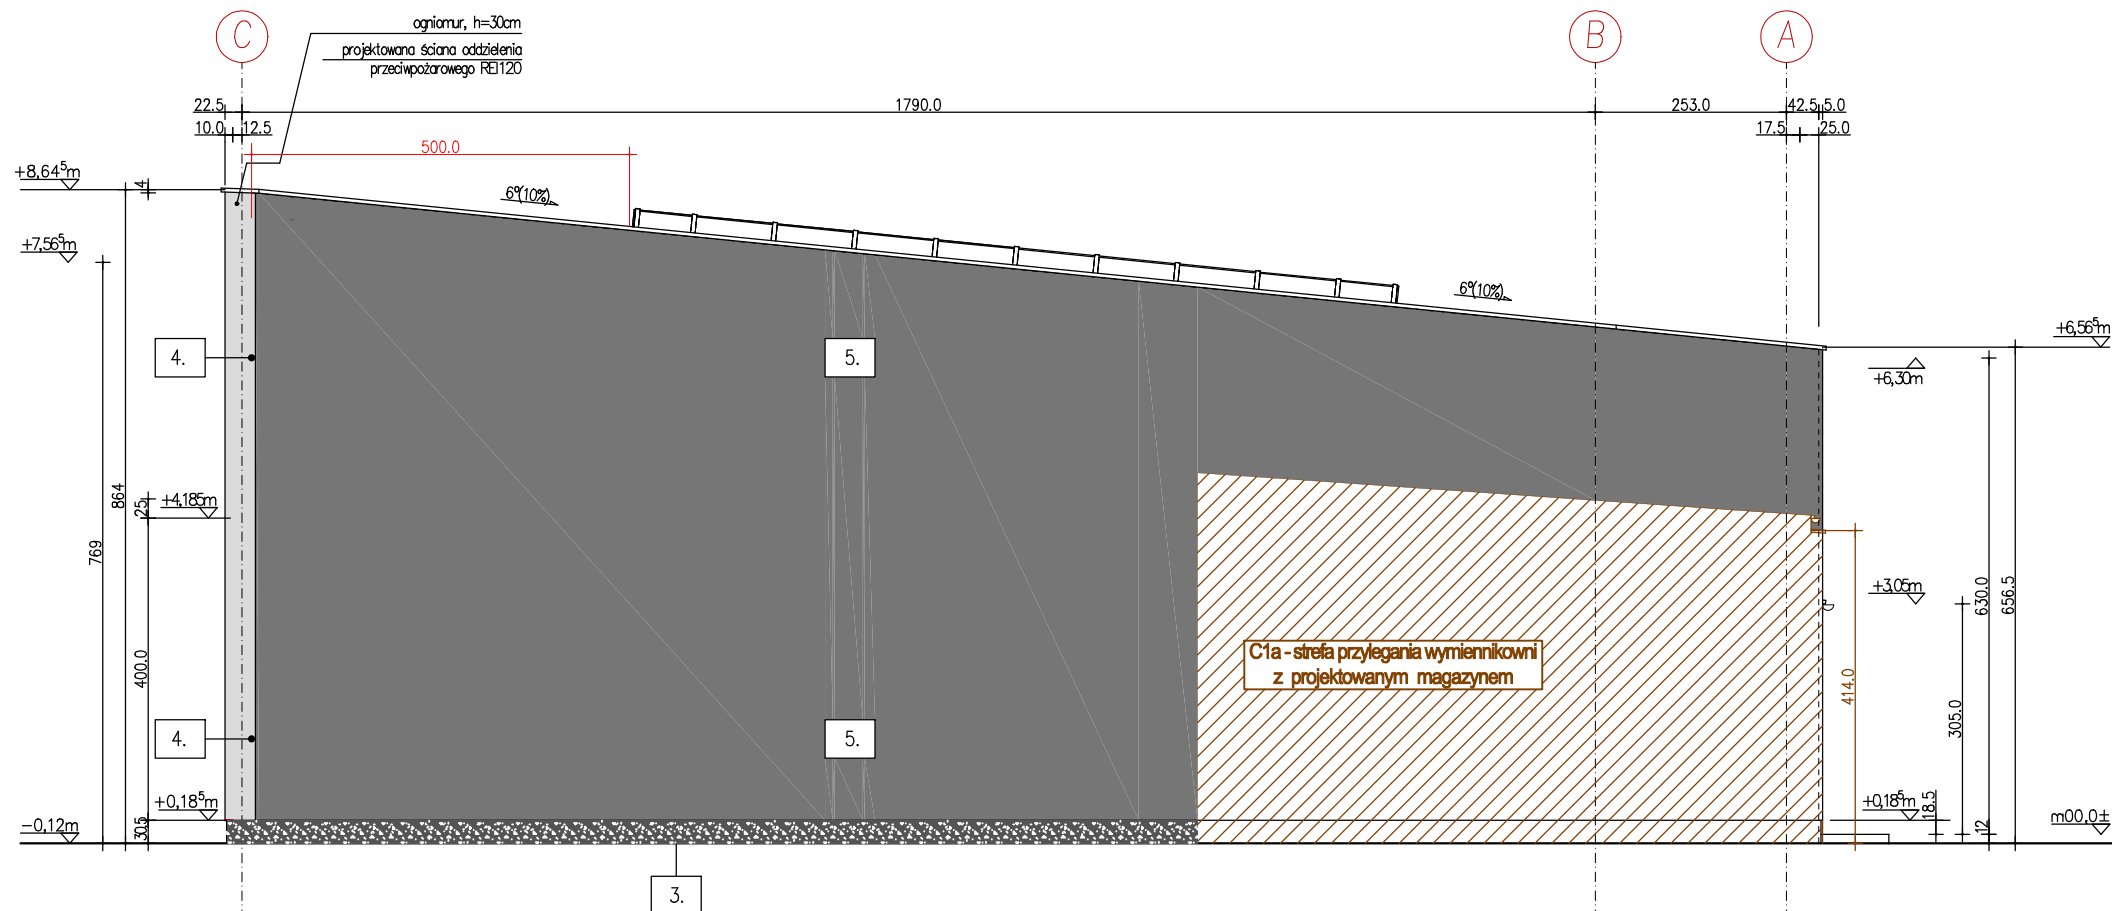 ogniomur, h=30cm
projektowana ściana oddzielenia
przeciwpożarowego REI120
C
B
A
22.5
1790.0
253.0
42.5
5.0
10.0
12.5
17.5
25.0
500.0
+8,64⁵m
4
6°(10%)
+7,56⁵m
6°(10%)
+6,56⁵m
4.
5.
+6,30m
864
25
+4,185m
769
+3,05m
630.0
656.5
C1a - strefa przylegania wymiennikowni
z projektowanym magazynem
400.0
414.0
305.0
4.
5.
+0,18⁵m
+0,18⁵m
18.5
-0,12m
30.5
12
m00,0±
3.